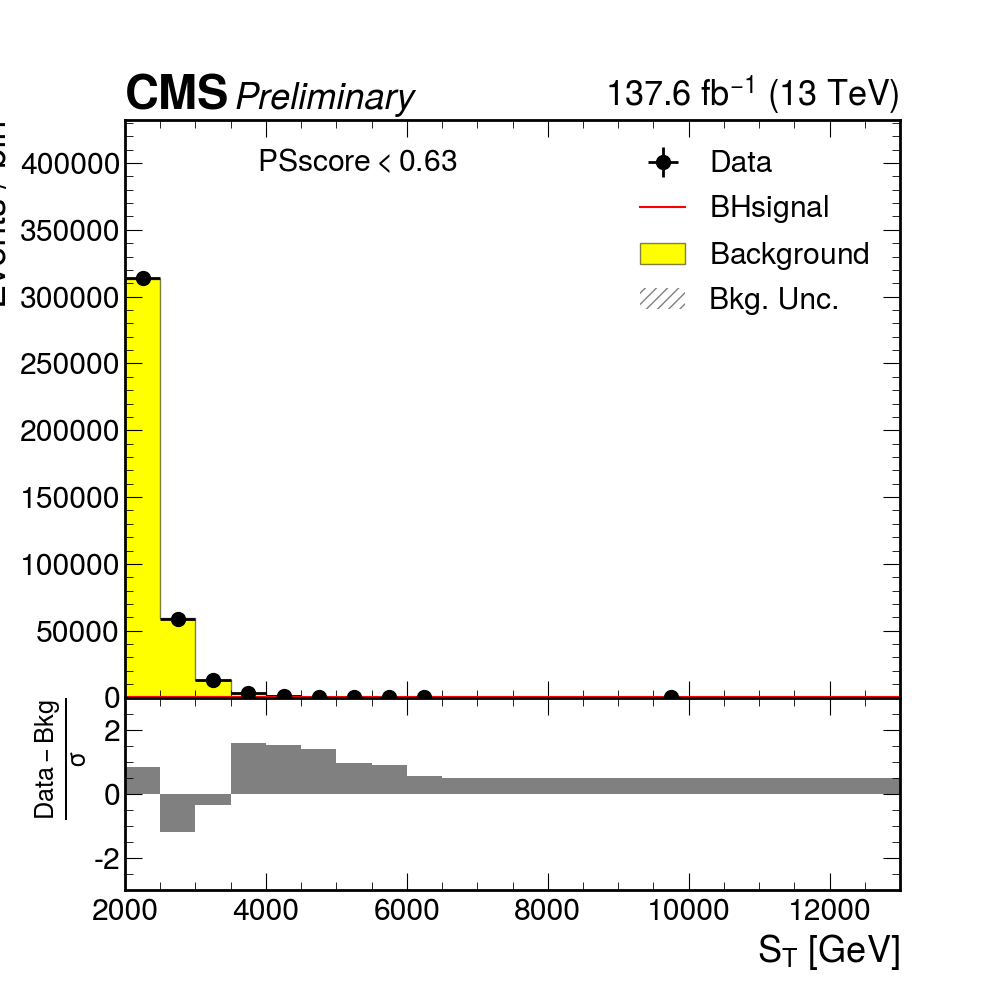 CMS Preliminary 137.6 fb⁻¹ (13 TeV)
PSscore < 0.63
Data
BHsignal
Background
Bkg. Unc.
400000
350000
300000
250000
200000
150000
100000
50000
0
Data – Bkg
σ
2
0
-2
2000 4000 6000 8000 10000 12000
S_T [GeV]